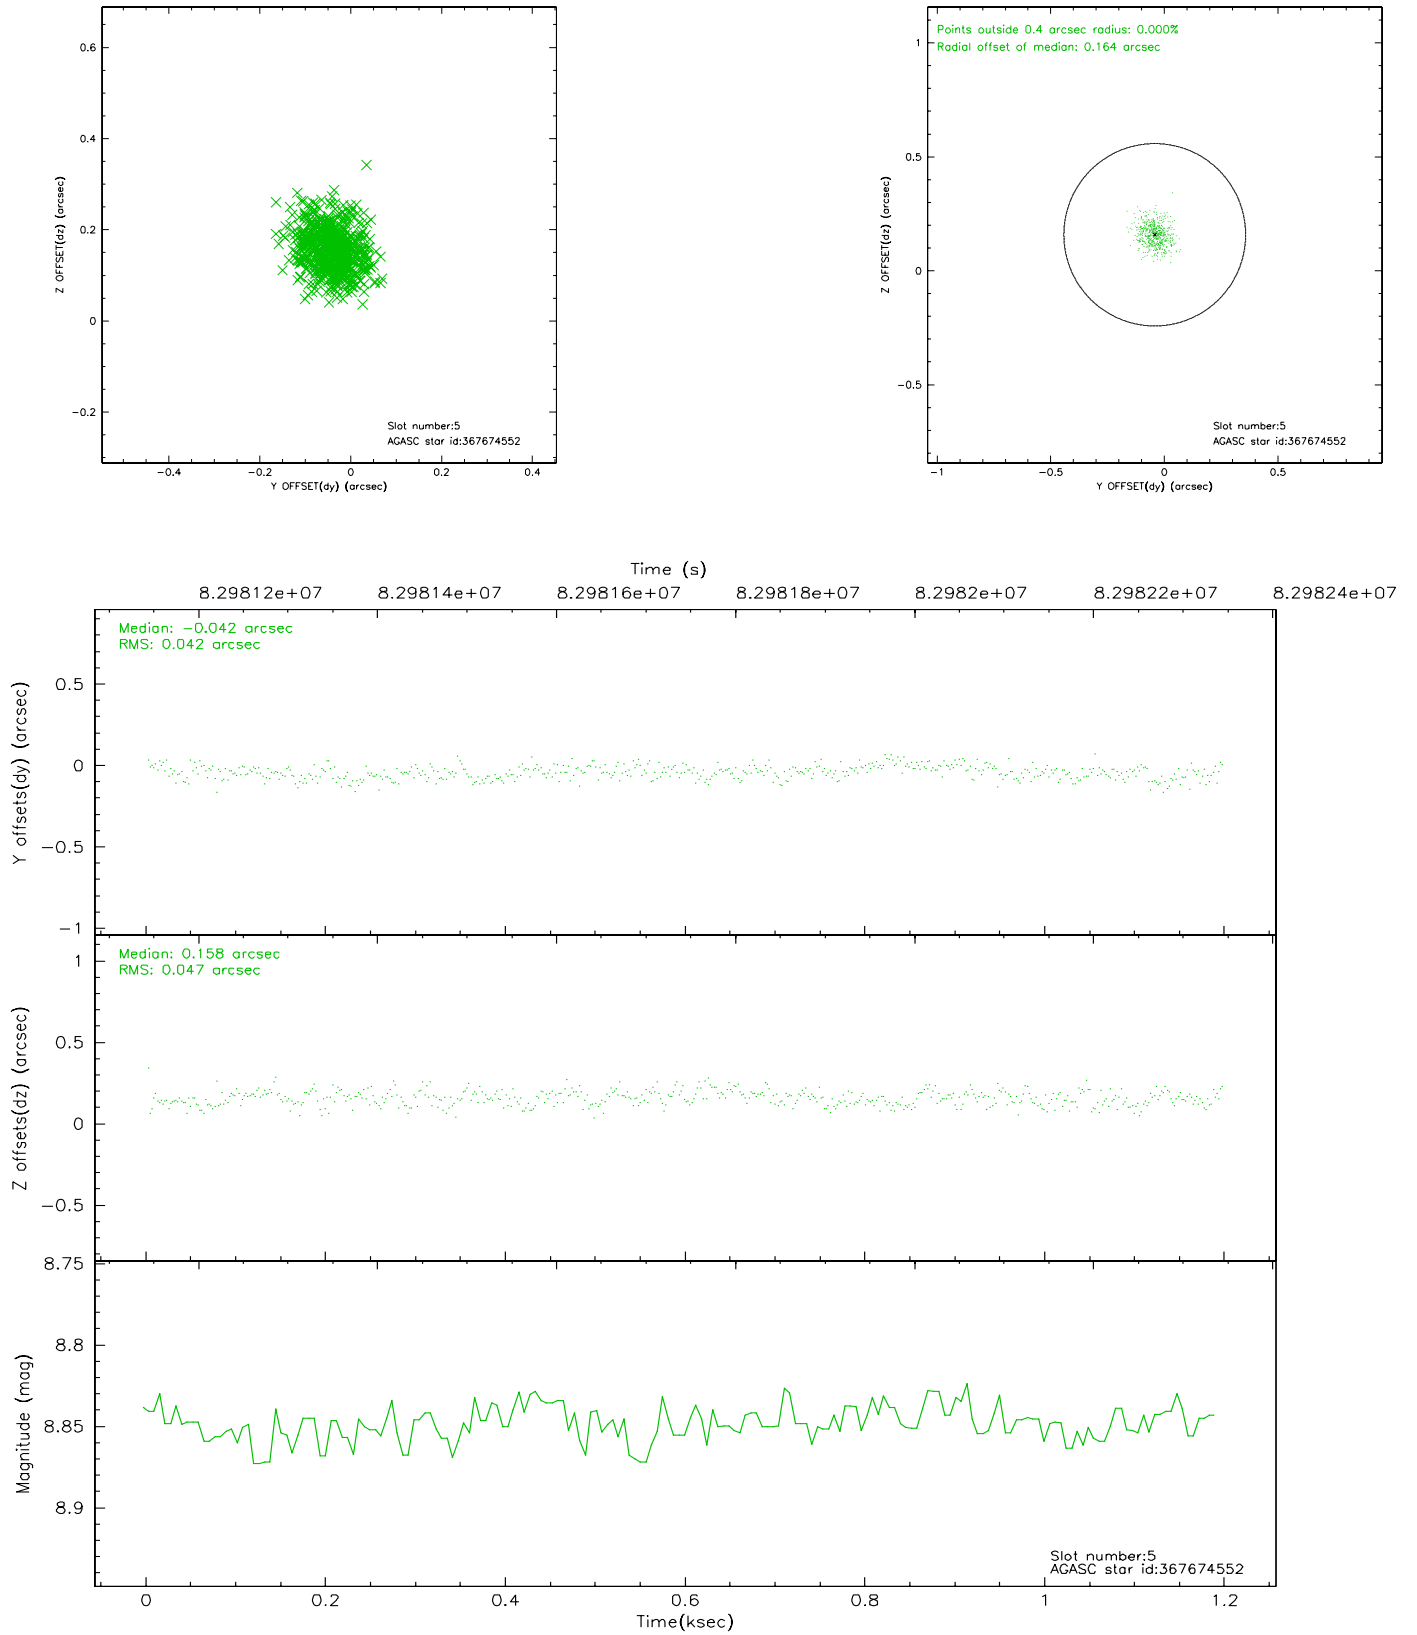 0.6
0.4
0.2
0
−0.2
−0.4
−0.2
0
0.2
0.4
Z OFFSET(dz) (arcsec)
Y OFFSET(dy) (arcsec)
Slot number:5
AGASC star id:367674552
Points outside 0.4 arcsec radius: 0.000%
Radial offset of median: 0.164 arcsec
1
0.5
0
−0.5
−1
−0.5
0
0.5
Z OFFSET(dz) (arcsec)
Y OFFSET(dy) (arcsec)
Slot number:5
AGASC star id:367674552
Time (s)
8.29812e+07
8.29814e+07
8.29816e+07
8.29818e+07
8.2982e+07
8.29822e+07
8.29824e+07
Median: −0.042 arcsec
RMS: 0.042 arcsec
0.5
0
−0.5
−1
Y offsets(dy) (arcsec)
Median: 0.158 arcsec
RMS: 0.047 arcsec
1
0.5
0
−0.5
Z offsets(dz) (arcsec)
8.75
8.8
8.85
8.9
Magnitude (mag)
Slot number:5
AGASC star id:367674552
0
0.2
0.4
0.6
0.8
1
1.2
Time(ksec)